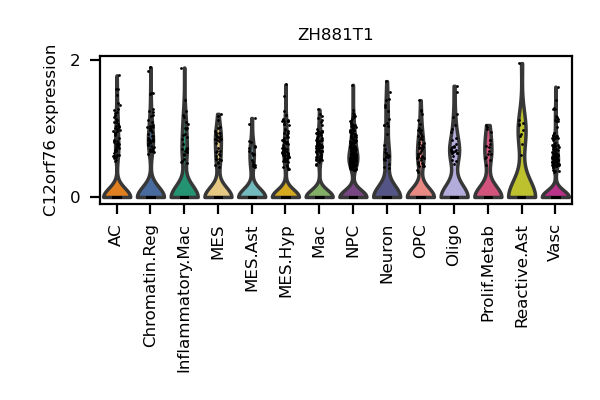 ZH881T1
C12orf76 expression
2
0
AC
Chromatin.Reg
Inflammatory.Mac
MES
MES.Ast
MES.Hyp
Mac
NPC
Neuron
OPC
Oligo
Prolif.Metab
Reactive.Ast
Vasc